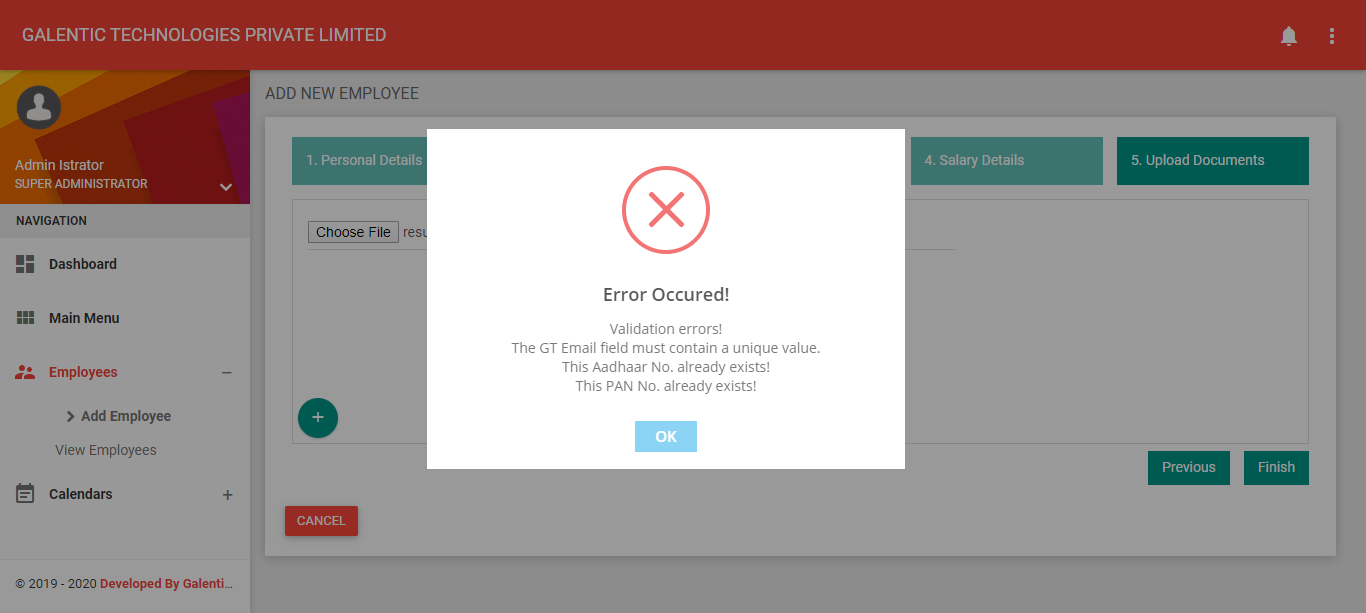 GALENTIC TECHNOLOGIES PRIVATE LIMITED
Admin Istrator
SUPER ADMINISTRATOR
NAVIGATION
Dashboard
Main Menu
Employees
Add Employee
View Employees
Calendars
© 2019 - 2020 Developed By Galenti...
ADD NEW EMPLOYEE
1. Personal Details
4. Salary Details
5. Upload Documents
Choose File
Error Occured!
Validation errors!
The GT Email field must contain a unique value.
This Aadhaar No. already exists!
This PAN No. already exists!
OK
Previous
Finish
CANCEL